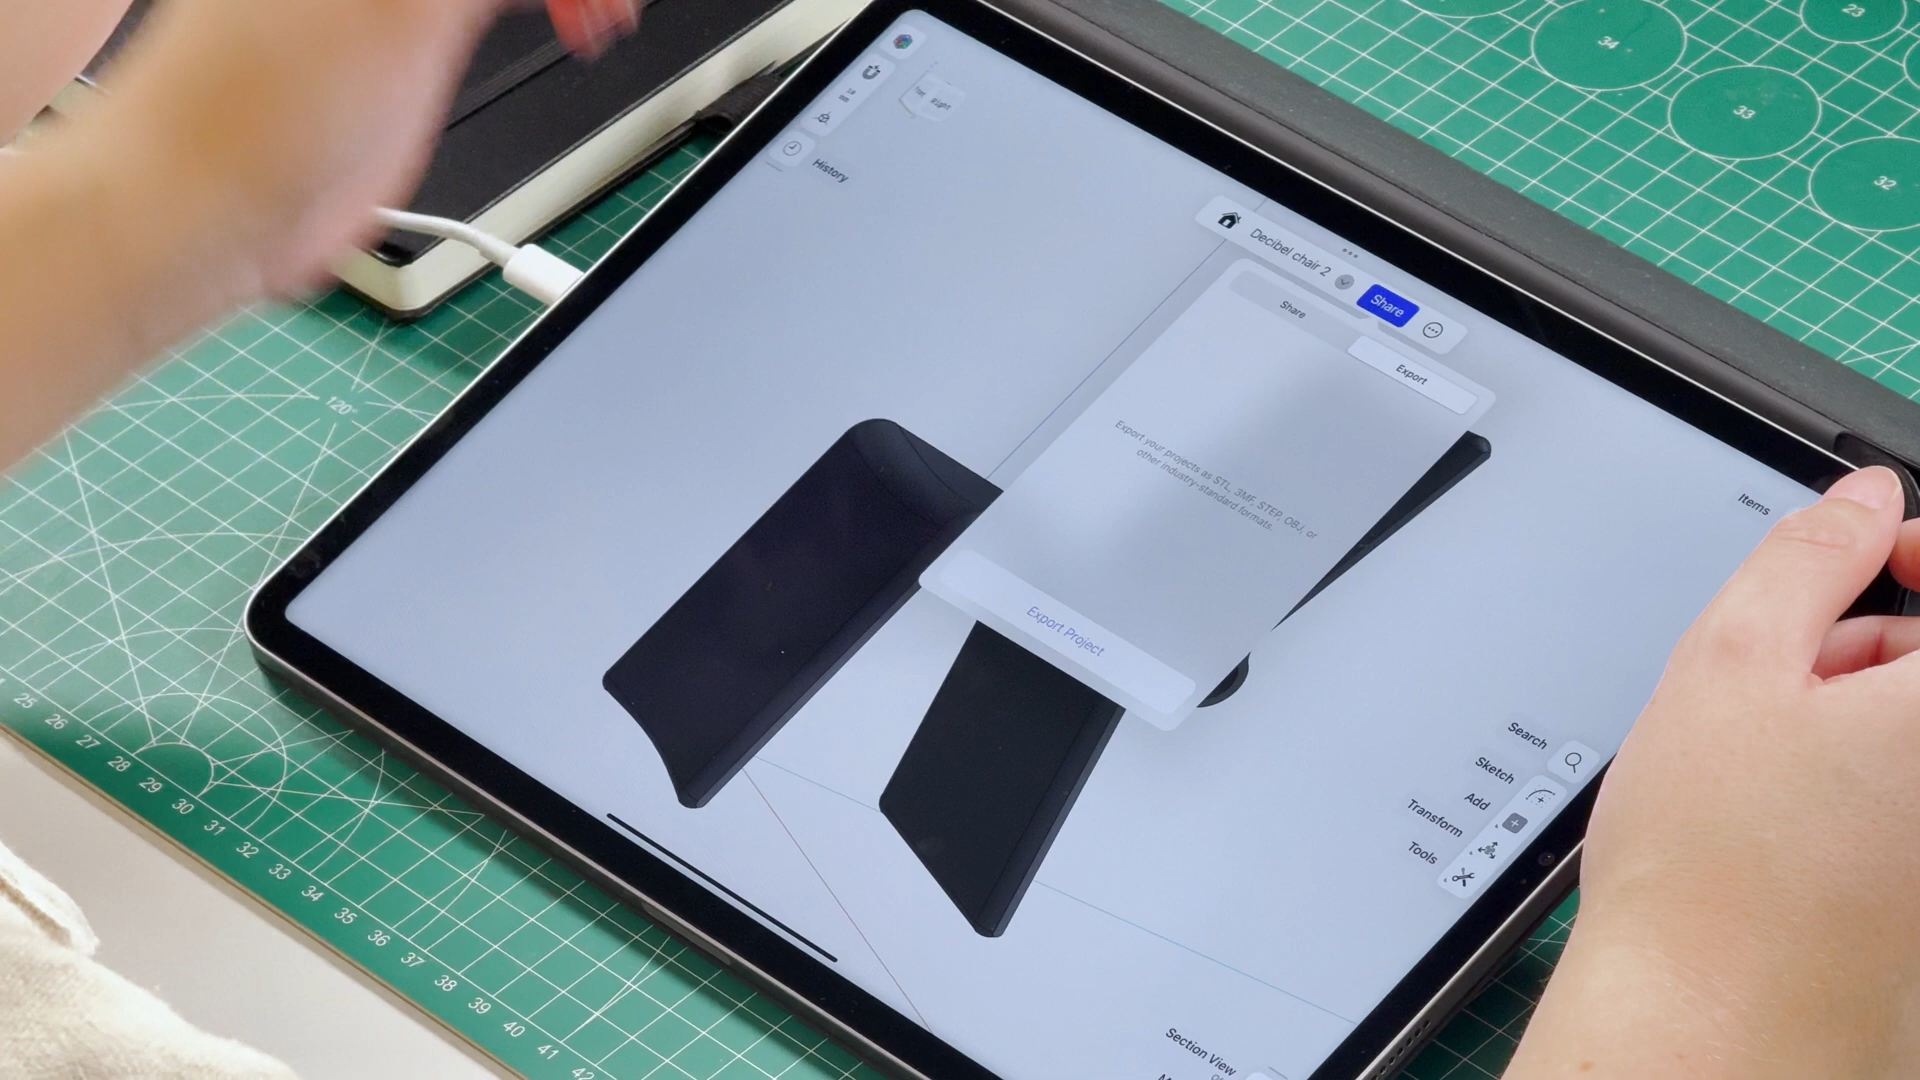 Right
History
Decibel chair 2
Share
Share
Export
Export your projects as STL, 3MF, STEP, OBJ, or
other industry-standard formats.
Export Project
Items
Search
Sketch
Add
Transform
Tools
Section View
23
34
33
32
120°
25
26
27
28
29
30
31
32
33
34
35
36
37
38
39
40
41
42